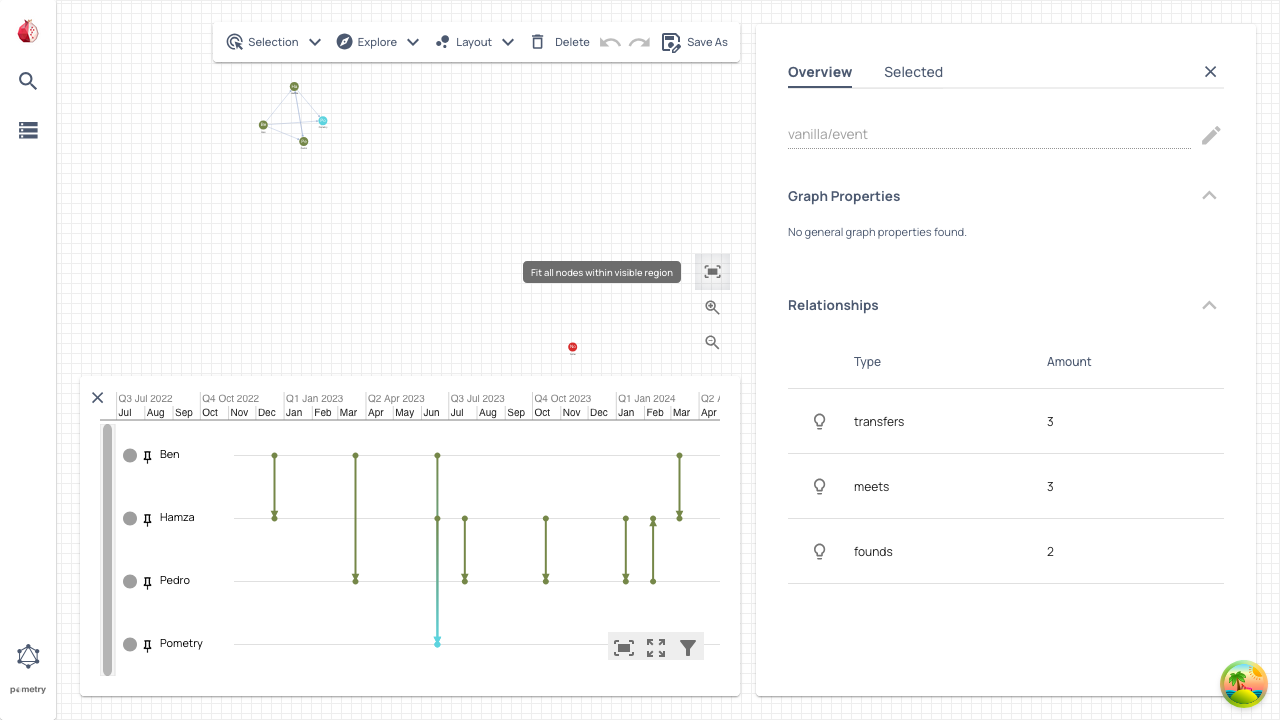 Selection
Explore
Layout
Delete
Save As
Overview
Selected
vanilla/event
Graph Properties
No general graph properties found.
Fit all nodes within visible region
Relationships
Type Amount
transfers 3
meets 3
founds 2
Q3 Jul 2022 Q4 Oct 2022 Q1 Jan 2023 Q2 Apr 2023 Q3 Jul 2023 Q4 Oct 2023 Q1 Jan 2024 Q2
Jul Aug Sep Oct Nov Dec Jan Feb Mar Apr May Jun Jul Aug Sep Oct Nov Dec Jan Feb Mar Apr
Ben
Hamza
Pedro
Pometry
pometry